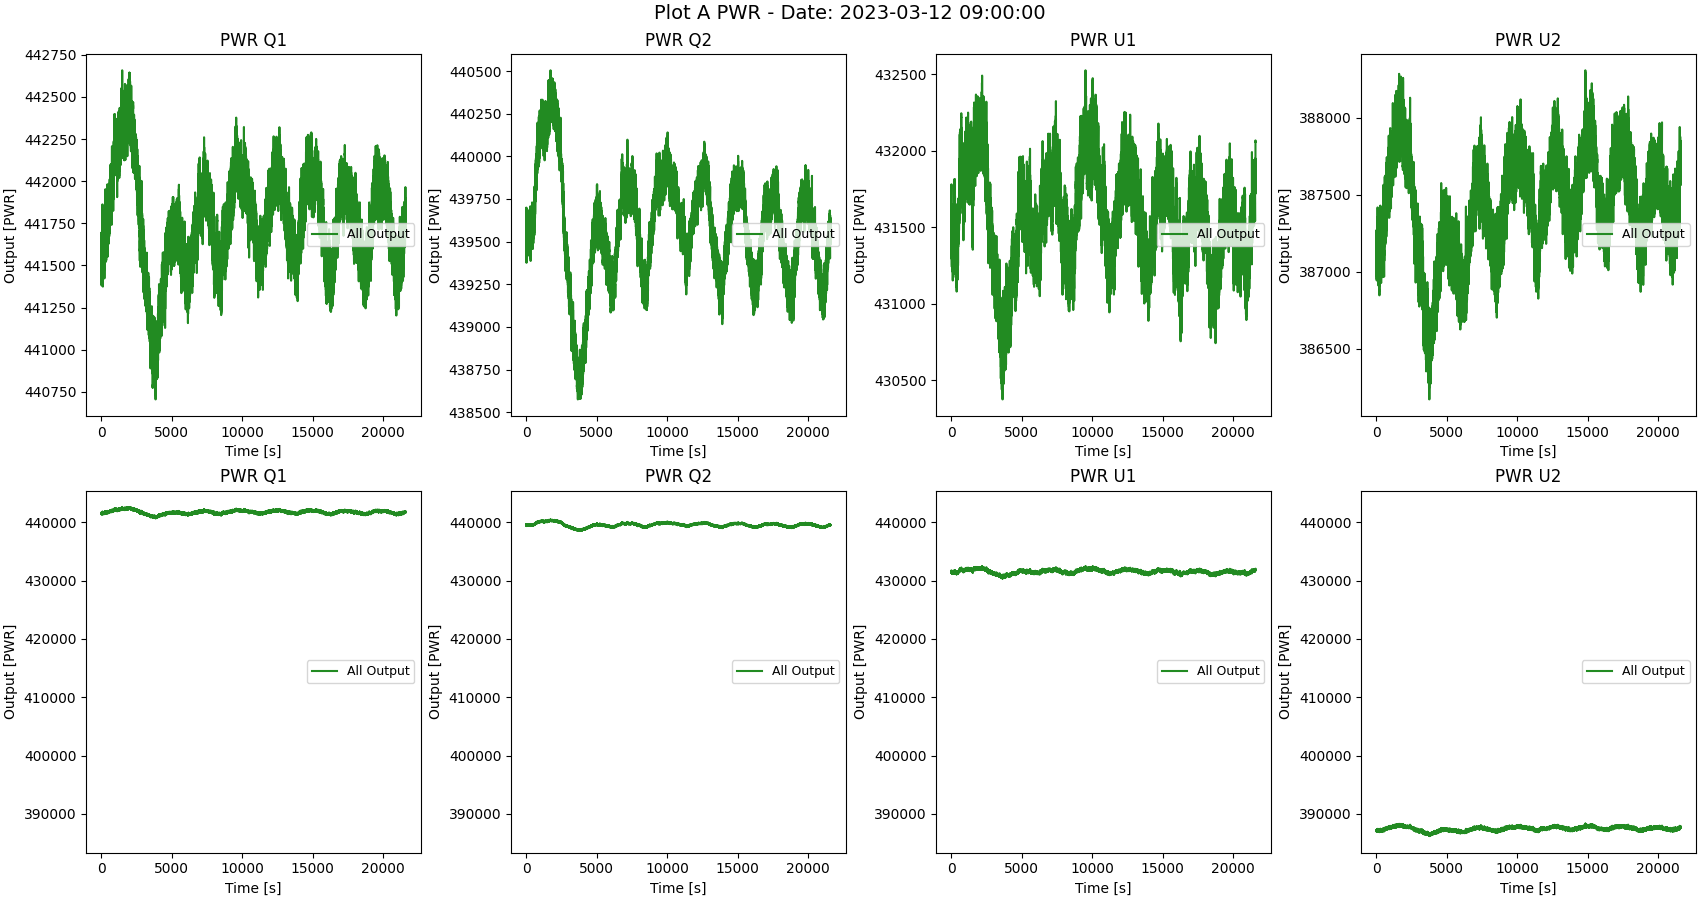 Plot A PWR - Date: 2023-03-12 09:00:00
PWR Q1
Output [PWR]
442750
442500
442250
442000
441750
441500
441250
441000
440750
All Output
0 5000 10000 15000 20000
Time [s]
PWR Q2
Output [PWR]
440500
440250
440000
439750
439500
439250
439000
438750
438500
All Output
0 5000 10000 15000 20000
Time [s]
PWR U1
Output [PWR]
432500
432000
431500
431000
430500
All Output
0 5000 10000 15000 20000
Time [s]
PWR U2
Output [PWR]
388000
387500
387000
386500
All Output
0 5000 10000 15000 20000
Time [s]
PWR Q1
Output [PWR]
440000
430000
420000
410000
400000
390000
All Output
0 5000 10000 15000 20000
Time [s]
PWR Q2
Output [PWR]
440000
430000
420000
410000
400000
390000
All Output
0 5000 10000 15000 20000
Time [s]
PWR U1
Output [PWR]
440000
430000
420000
410000
400000
390000
All Output
0 5000 10000 15000 20000
Time [s]
PWR U2
Output [PWR]
440000
430000
420000
410000
400000
390000
All Output
0 5000 10000 15000 20000
Time [s]